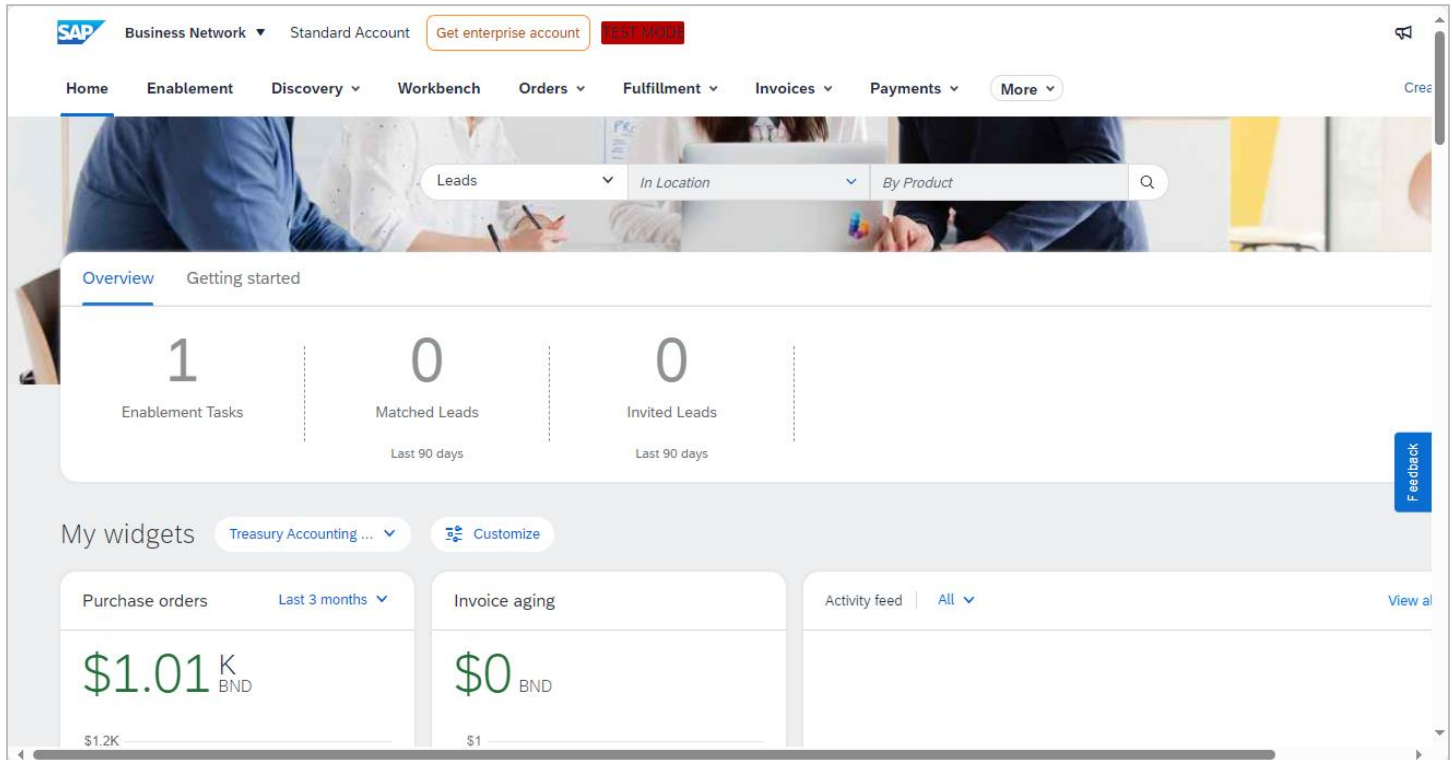 SAP Business Network Standard Account Get enterprise account TEST MODE
Home Enablement Discovery Workbench Orders Fulfillment Invoices Payments More Crea
Leads In Location By Product
Overview Getting started
1 0 0
Enablement Tasks Matched Leads Invited Leads
Last 90 days Last 90 days
Feedback
My widgets Treasury Accounting ... Customize
Purchase orders Last 3 months Invoice aging Activity feed All View al
$1.01 K BND $0 BND
$1.2K $1